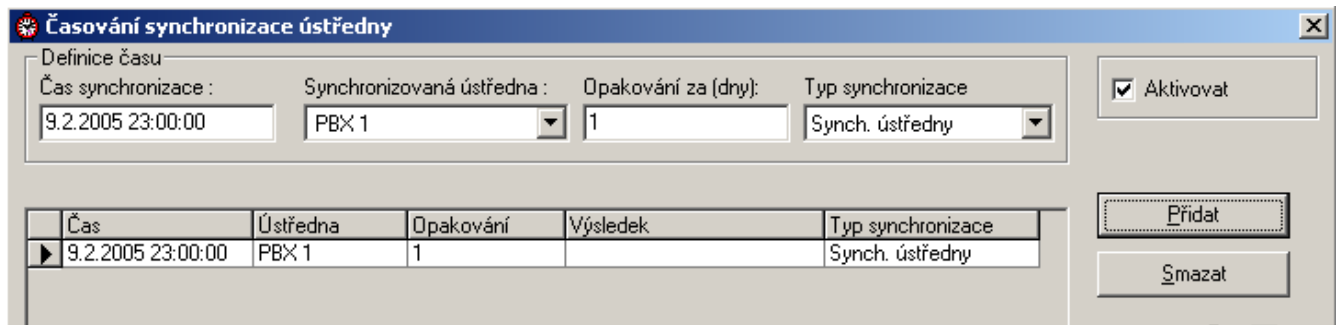 Časování synchronizace ústředny
Definice času
Čas synchronizace : Synchronizovaná ústředna : Opakování za (dny): Typ synchronizace
Aktivovat
9.2.2005 23:00:00 PBX 1 1 Synch. ústředny
Přidat
Čas Ústředna Opakování Výsledek Typ synchronizace
9.2.2005 23:00:00 PBX 1 1 Synch. ústředny
Smazat